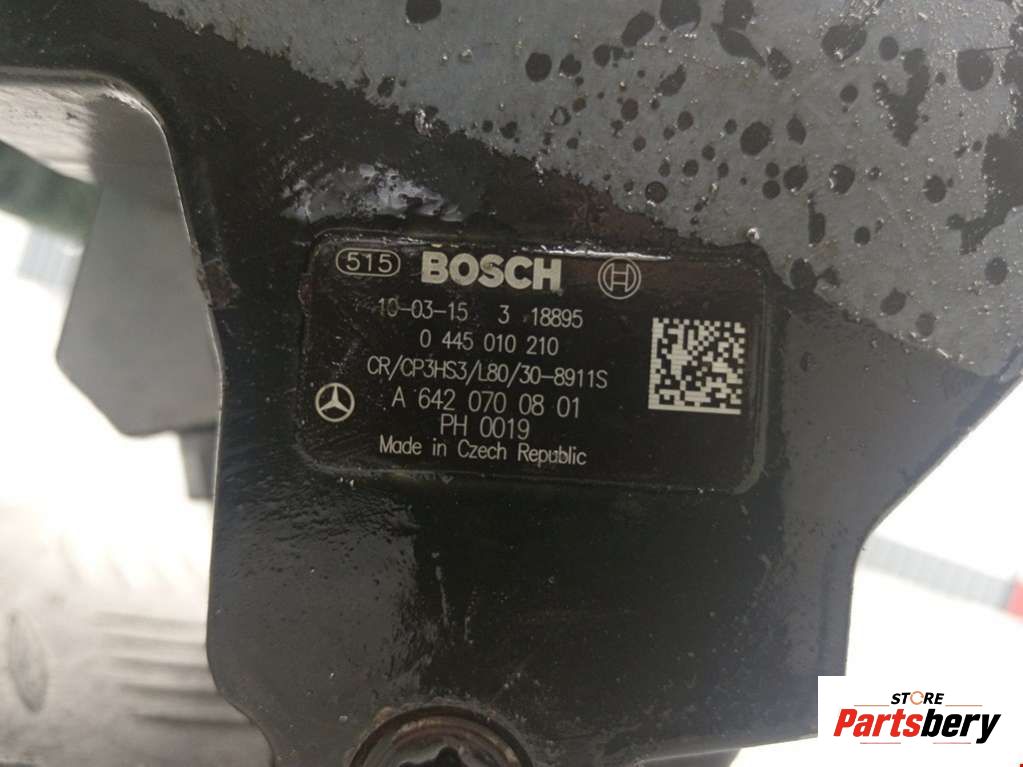 515 BOSCH
10-03-15 3 18895
0 445 010 210
CR/CP3HS3/L80/30-8911S
A 642 070 08 01
PH 0019
Made in Czech Republic
STORE
Partsbery